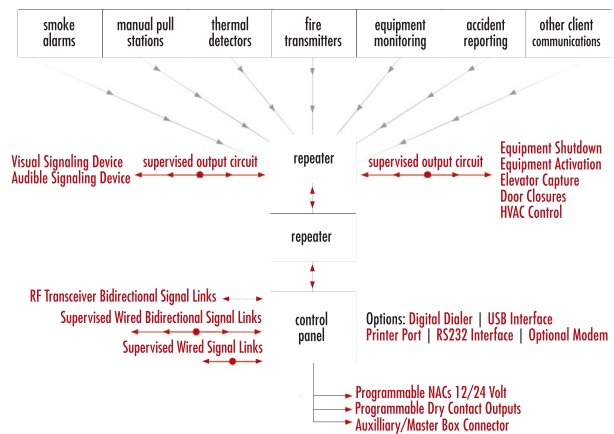 smoke alarms
manual pull stations
thermal detectors
fire transmitters
equipment monitoring
accident reporting
other client communications
Visual Signaling Device
Audible Signaling Device
supervised output circuit
repeater
supervised output circuit
Equipment Shutdown
Equipment Activation
Elevator Capture
Door Closures
HVAC Control
repeater
RF Transceiver Bidirectional Signal Links
Supervised Wired Bidirectional Signal Links
Supervised Wired Signal Links
control panel
Options: Digital Dialer | USB Interface
Printer Port | RS232 Interface | Optional Modem
Programmable NACs 12/24 Volt
Programmable Dry Contact Outputs
Auxilliary/Master Box Connector